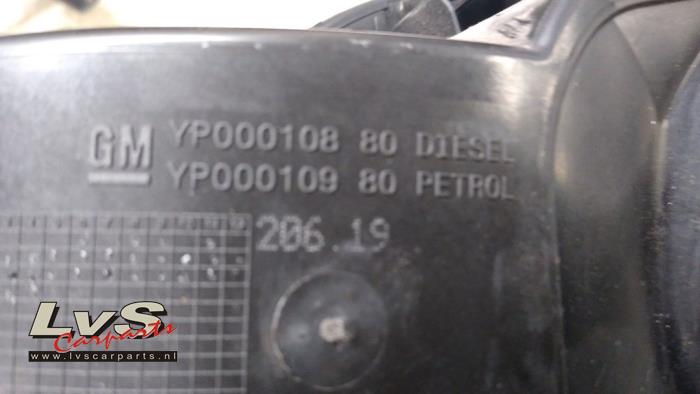 GM
YP000108 80 DIESEL
YP000109 80 PETROL
206.19
LvS
Carparts
www.lvscarparts.nl